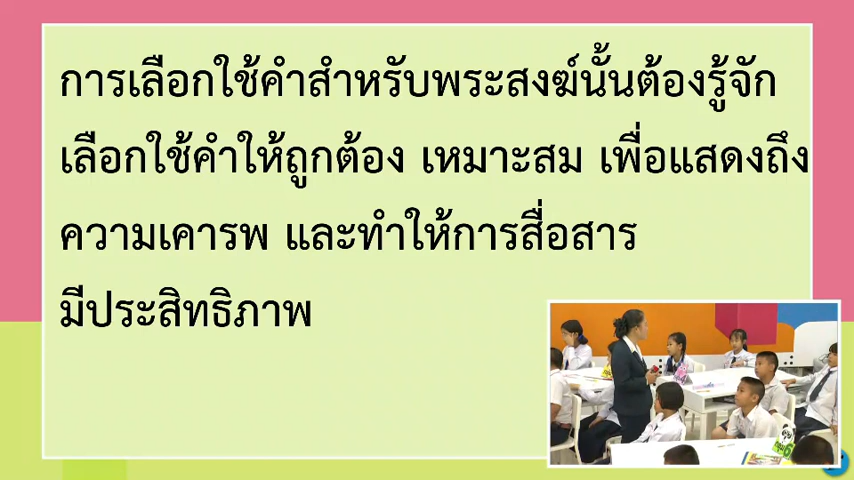 การเลือกใช้คำสำหรับพระสงฆ์นั้นต้องรู้จัก
เลือกใช้คำให้ถูกต้อง เหมาะสม เพื่อแสดงถึง
ความเคารพ และทำให้การสื่อสาร
มีประสิทธิภาพ